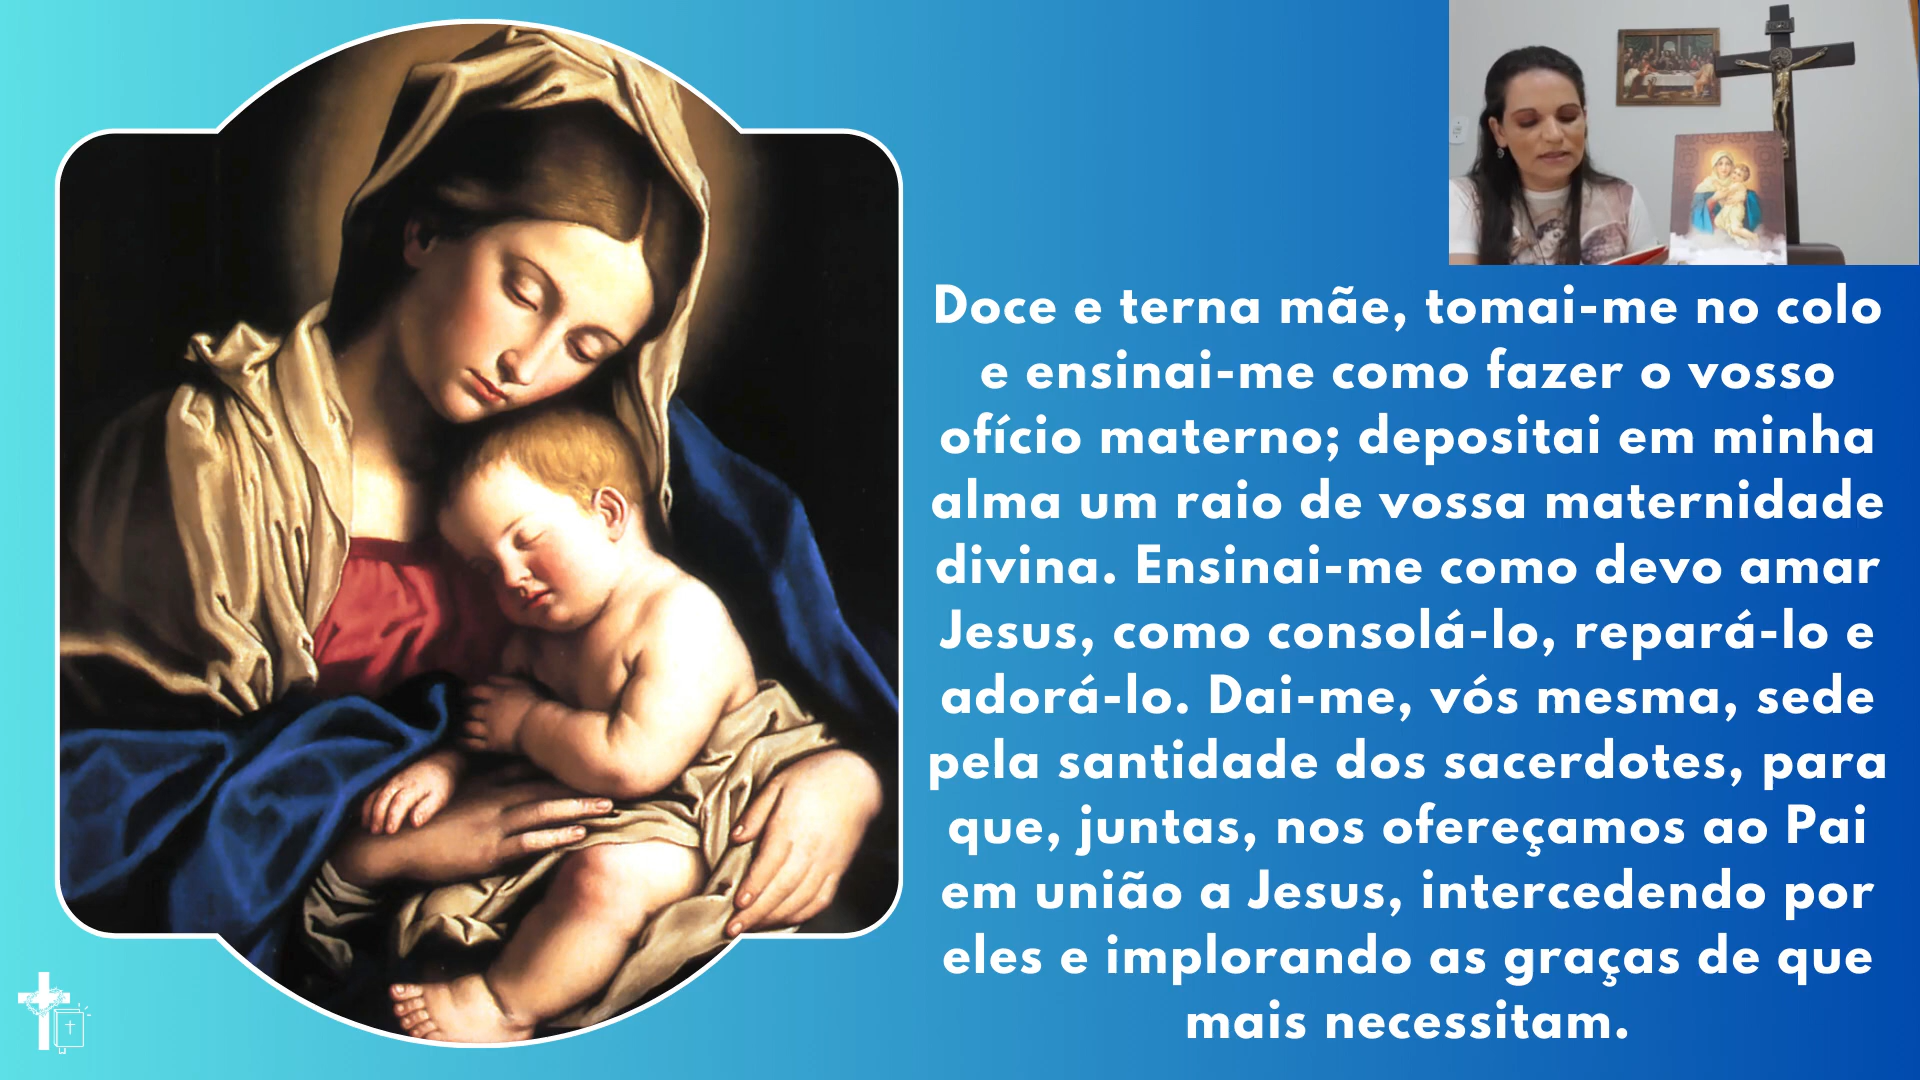 Doce e terna mãe, tomai-me no colo
e ensinai-me como fazer o vosso
ofício materno; depositai em minha
alma um raio de vossa maternidade
divina. Ensinai-me como devo amar
Jesus, como consolá-lo, repará-lo e
adorá-lo. Dai-me, vós mesma, sede
pela santidade dos sacerdotes, para
que, juntas, nos ofereçamos ao Pai
em união a Jesus, intercedendo por
eles e implorando as graças de que
mais necessitam.